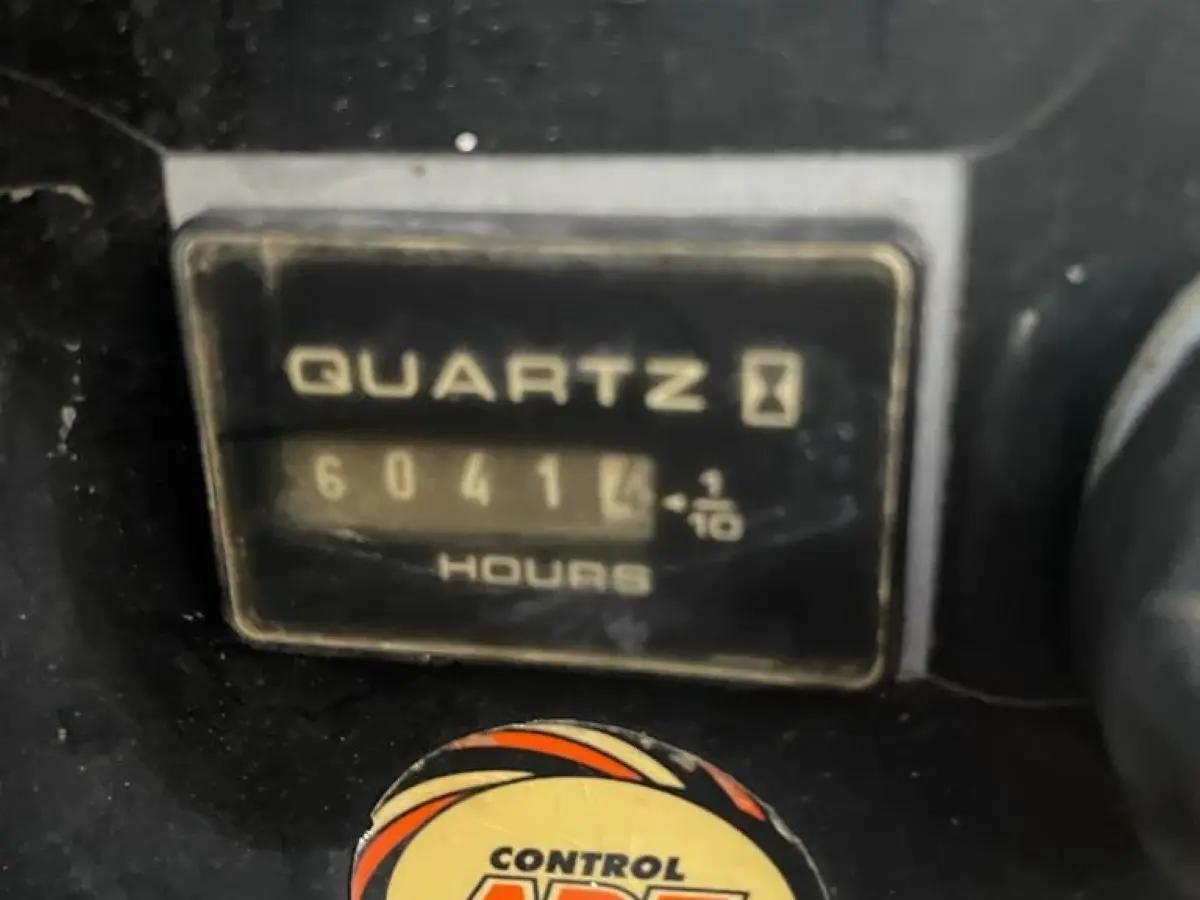 QUARTZ
6041
1/10
HOURS
CONTROL